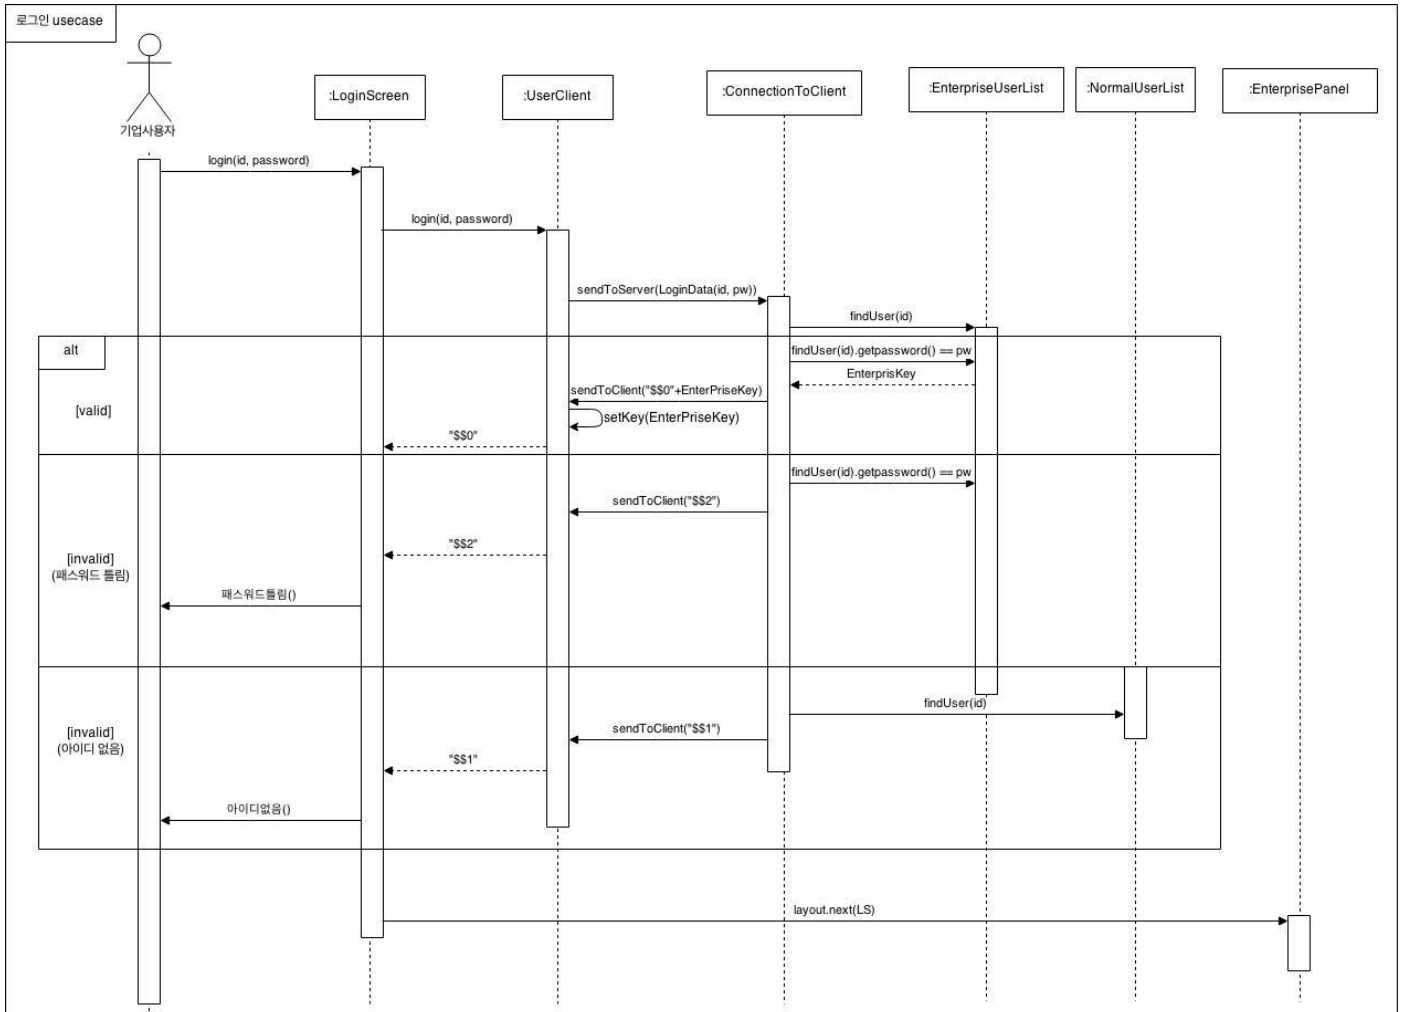 로그인 usecase
기업사용자
:LoginScreen
:UserClient
:ConnectionToClient
:EnterpriseUserList
:NormalUserList
:EnterprisePanel
login(id, password)
login(id, password)
sendToServer(LoginData(id, pw))
findUser(id)
alt
[valid]
findUser(id).getpassword() == pw
EnterprisKey
sendToClient("$$0"+EnterPriseKey)
setKey(EnterPriseKey)
"$$0"
[invalid]
(패스워드 틀림)
findUser(id).getpassword() == pw
sendToClient("$$2")
"$$2"
패스워드틀림()
[invalid]
(아이디 없음)
findUser(id)
sendToClient("$$1")
"$$1"
아이디없음()
layout.next(LS)